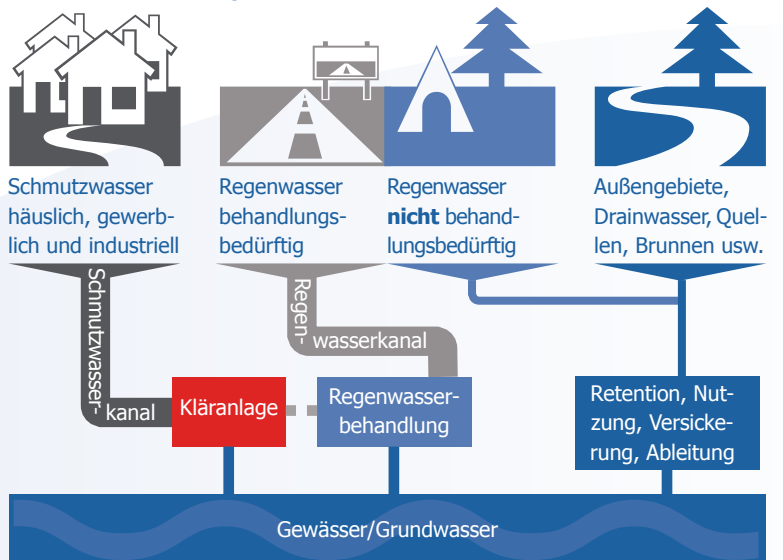 Schmutzwasser
häuslich, gewerb-
lich und industriell
Regenwasser
behandlungs-
bedürftig
Regenwasser
nicht behand-
lungsbedürftig
Außengebiete,
Drainwasser, Quel-
len, Brunnen usw.
Schmutzwasser-
kanal
Regen-
wasserkanal
Kläranlage
Regenwasser-
behandlung
Retention, Nut-
zung, Versicke-
rung, Ableitung
Gewässer/Grundwasser